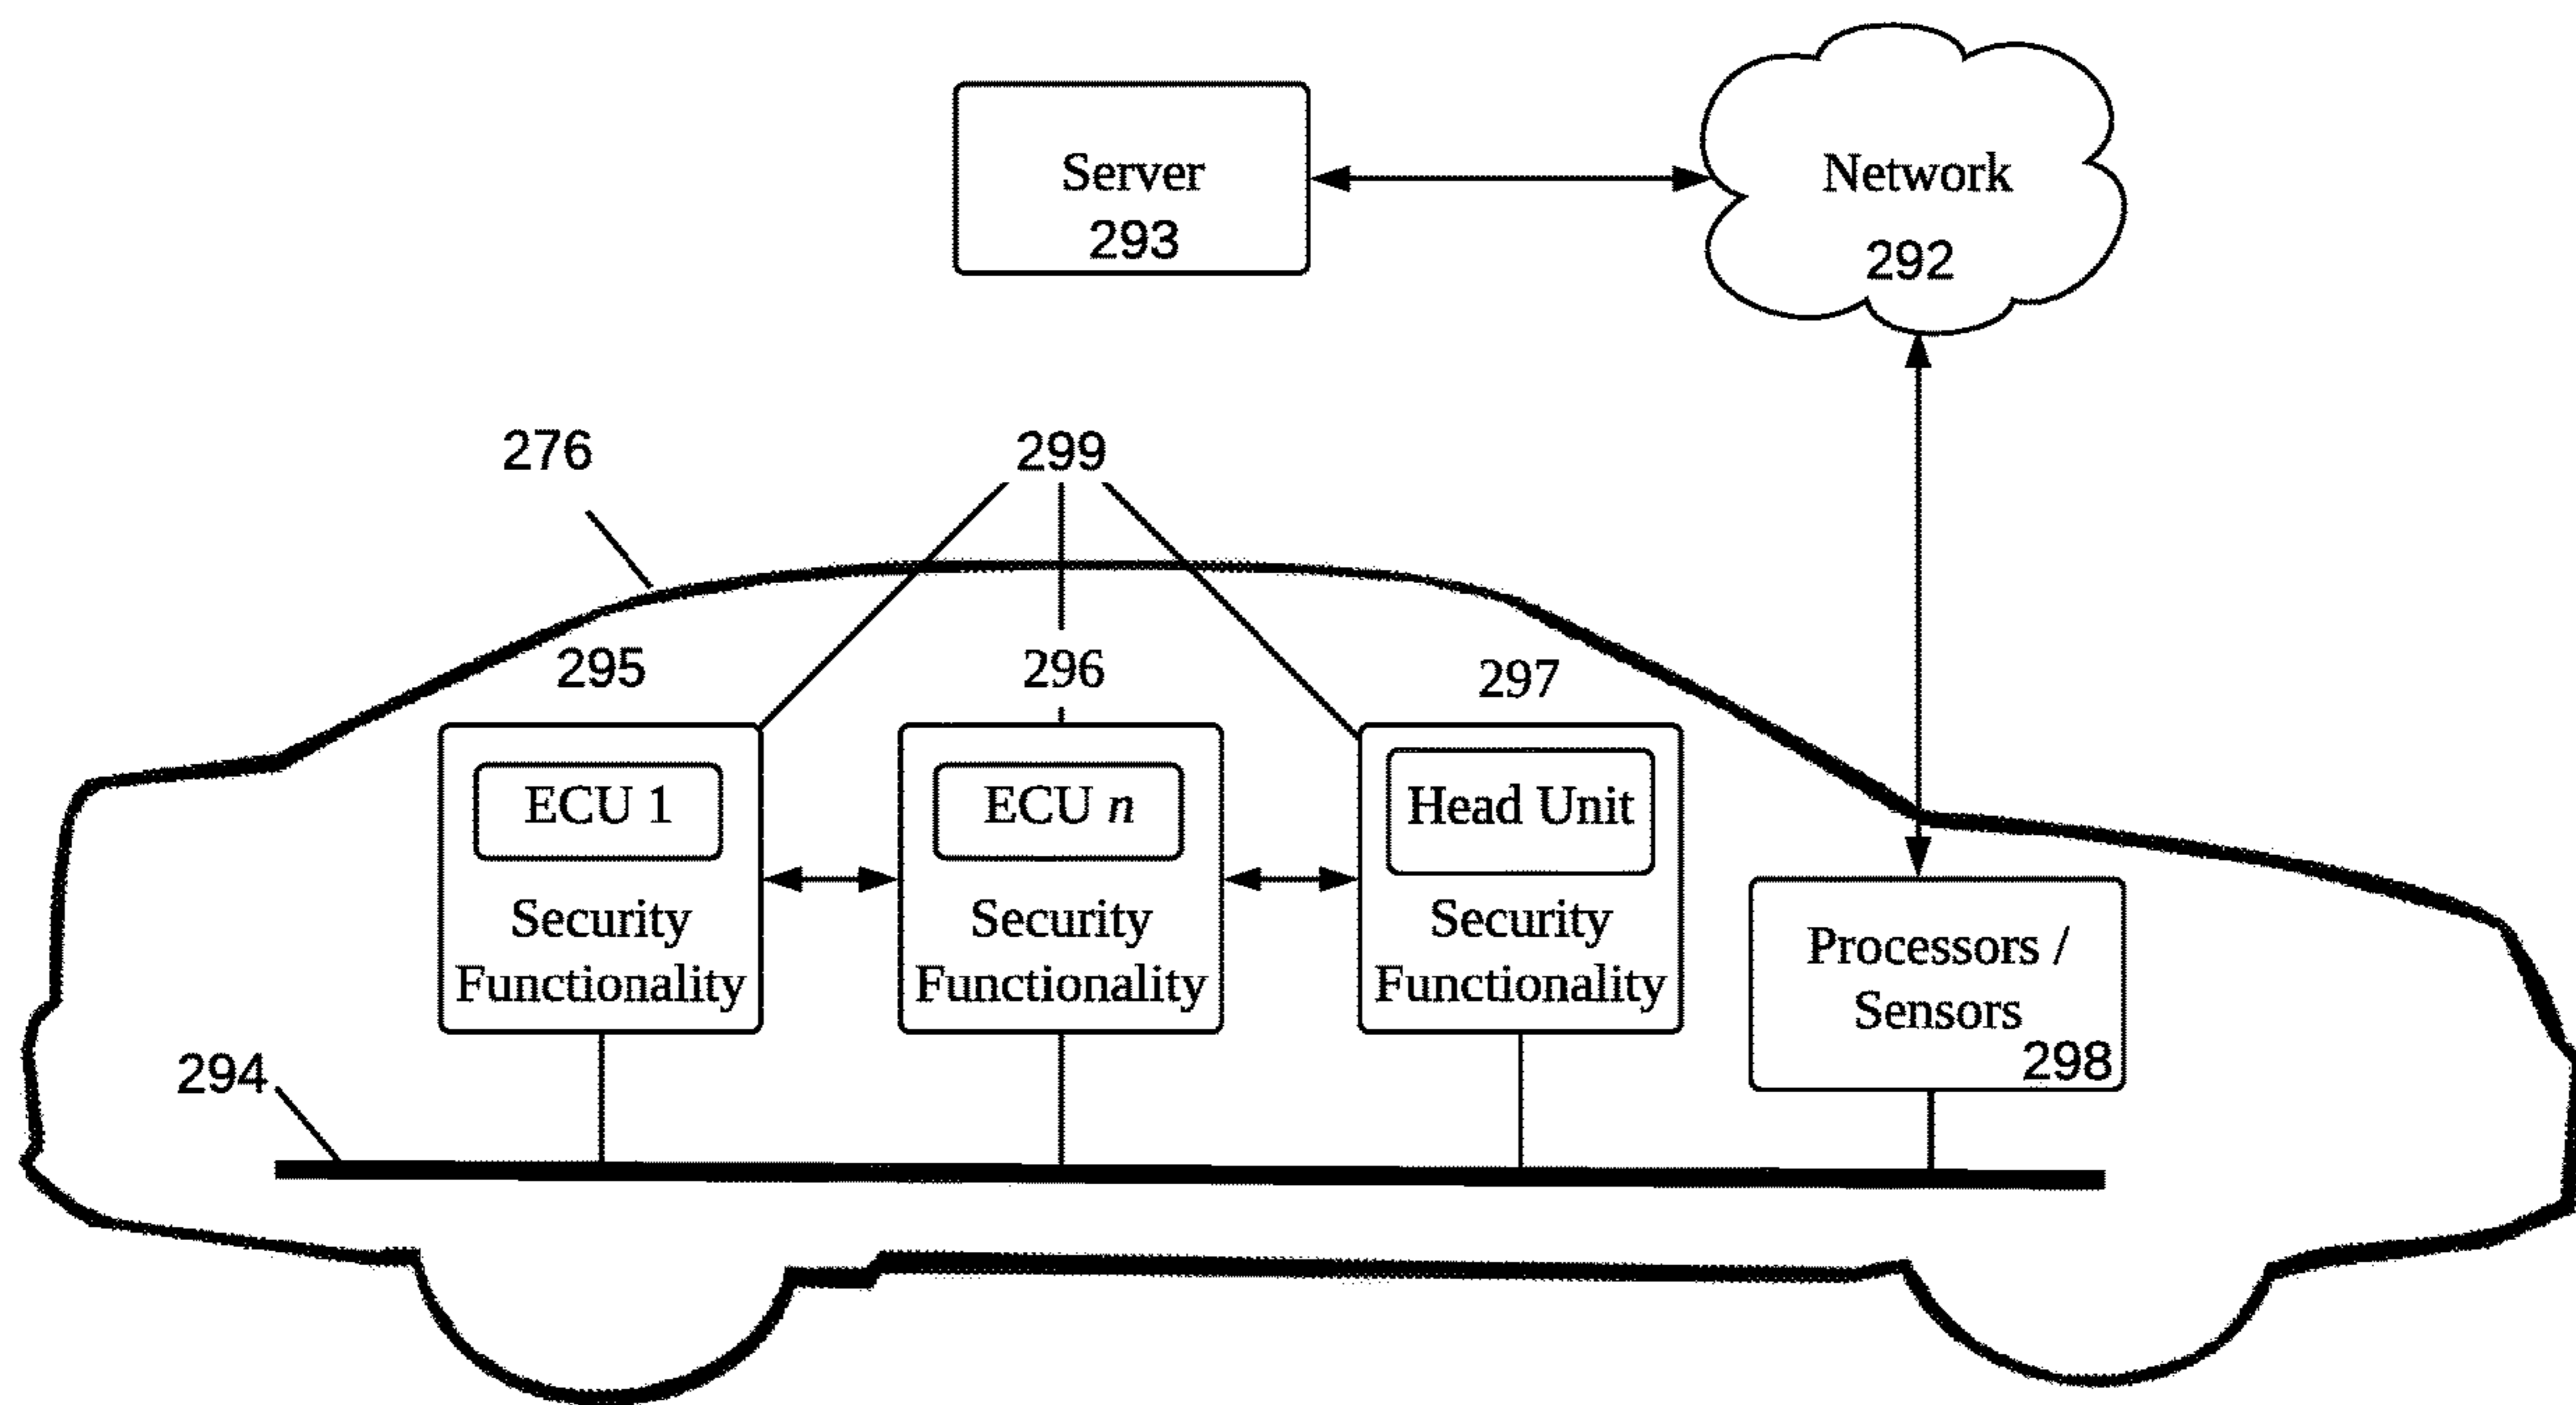 Server
293
Network
292
276
299
295
296
297
ECU 1
Security
Functionality
ECU n
Security
Functionality
Head Unit
Security
Functionality
Processors /
Sensors
298
294